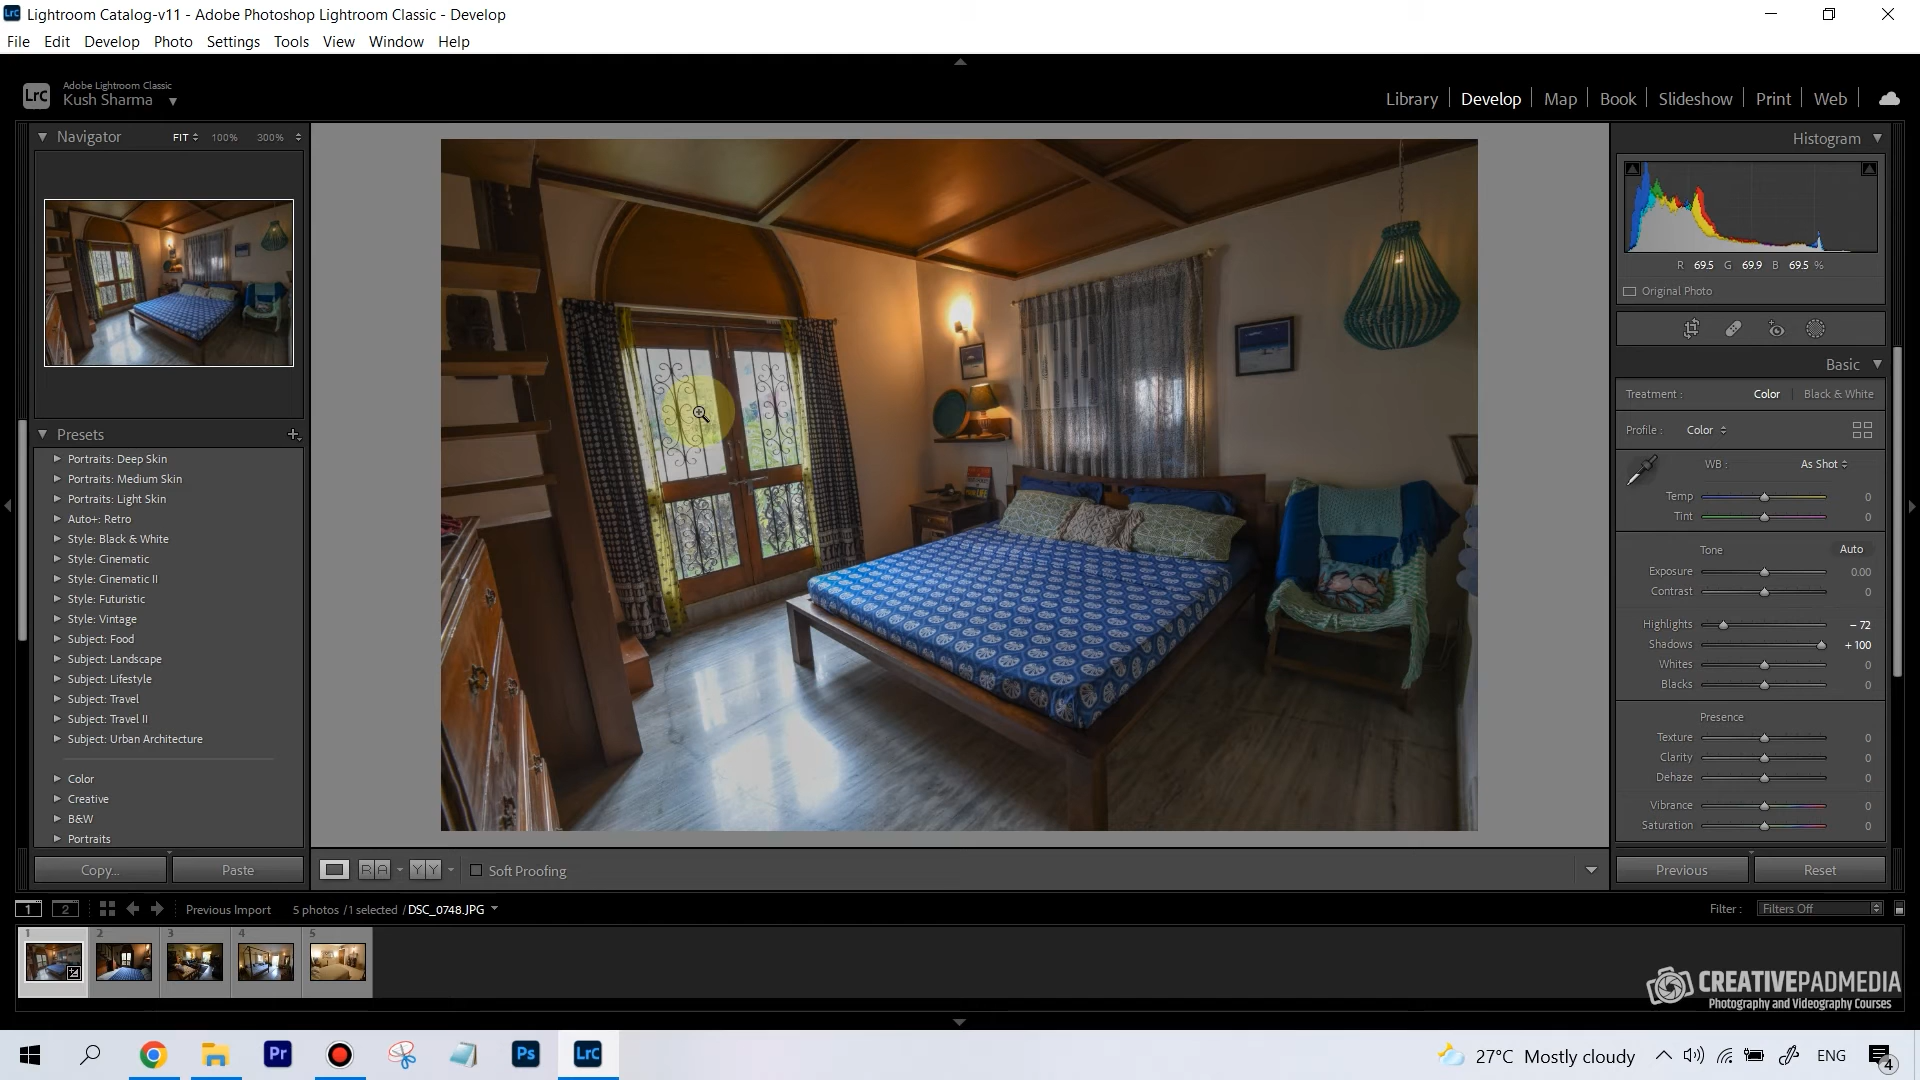 Lightroom Catalog-v11 - Adobe Photoshop Lightroom Classic - Develop
File Edit Develop Photo Settings Tools View Window Help
LrC
Adobe Lightroom Classic
Kush Sharma
Library Develop Map Book Slideshow Print Web
Navigator FIT 100% 300%
Histogram
R 69.5 G 69.9 B 69.5 %
Original Photo
Basic
Treatment : Color Black & White
Profile : Color
WB : As Shot
Temp 0
Tint 0
Tone Auto
Exposure 0.00
Contrast 0
Highlights – 72
Shadows + 100
Whites 0
Blacks 0
Presence
Texture 0
Clarity 0
Dehaze 0
Vibrance 0
Saturation 0
Previous Reset
Presets
Portraits: Deep Skin
Portraits: Medium Skin
Portraits: Light Skin
Auto+: Retro
Style: Black & White
Style: Cinematic
Style: Cinematic II
Style: Futuristic
Style: Vintage
Subject: Food
Subject: Landscape
Subject: Lifestyle
Subject: Travel
Subject: Travel II
Subject: Urban Architecture
Color
Creative
B&W
Portraits
Copy... Paste
R A Y Y Soft Proofing
1 2 Previous Import 5 photos / 1 selected / DSC_0748.JPG Filter : Filters Off
1 2 3 4 5
CREATIVEPADMEDIA
Photography and Videography Courses
Pr Ps LrC 27°C Mostly cloudy ENG 4